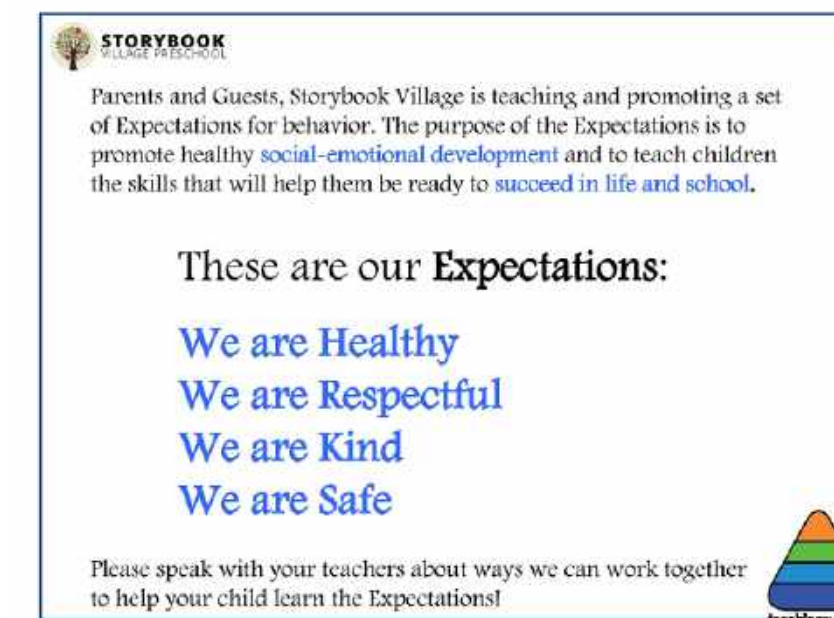 STORYBOOK
VILLAGE PRESCHOOL
Parents and Guests, Storybook Village is teaching and promoting a set
of Expectations for behavior. The purpose of the Expectations is to
promote healthy social-emotional development and to teach children
the skills that will help them be ready to succeed in life and school.
These are our Expectations:
We are Healthy
We are Respectful
We are Kind
We are Safe
Please speak with your teachers about ways we can work together
to help your child learn the Expectations!